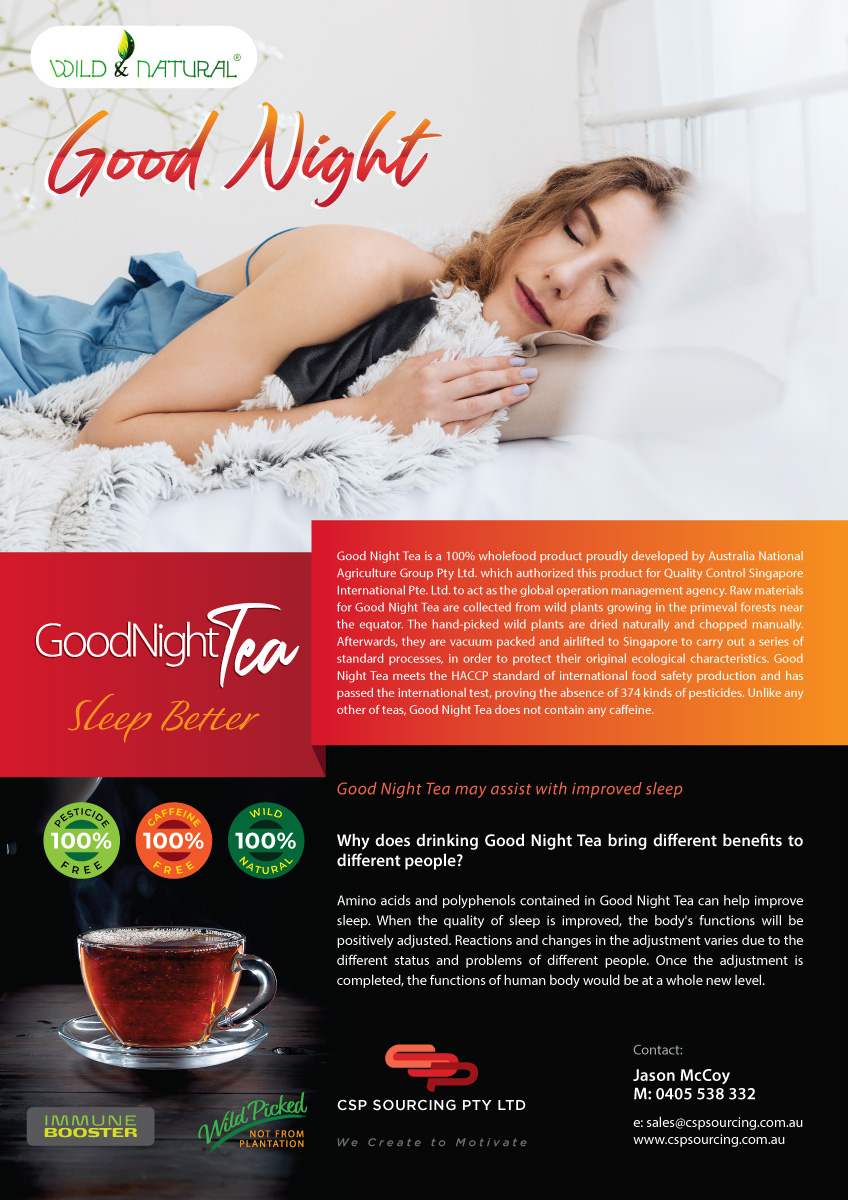 WILD & NATURAL®
Good Night
Good Night Tea is a 100% wholefood product proudly developed by Australia National
Agriculture Group Pty Ltd. which authorized this product for Quality Control Singapore
International Pte. Ltd. to act as the global operation management agency. Raw materials
for Good Night Tea are collected from wild plants growing in the primeval forests near
the equator. The hand-picked wild plants are dried naturally and chopped manually.
Afterwards, they are vacuum packed and airlifted to Singapore to carry out a series of
standard processes, in order to protect their original ecological characteristics. Good
Night Tea meets the HACCP standard of international food safety production and has
passed the international test, proving the absence of 374 kinds of pesticides. Unlike any
other of teas, Good Night Tea does not contain any caffeine.
GoodNight Tea
Sleep Better
PESTICIDE
100%
FREE
CAFFEINE
100%
FREE
WILD
100%
NATURAL
Good Night Tea may assist with improved sleep
Why does drinking Good Night Tea bring different benefits to
different people?
Amino acids and polyphenols contained in Good Night Tea can help improve
sleep. When the quality of sleep is improved, the body's functions will be
positively adjusted. Reactions and changes in the adjustment varies due to the
different status and problems of different people. Once the adjustment is
completed, the functions of human body would be at a whole new level.
IMMUNE
BOOSTER
Wild Picked
NOT FROM
PLANTATION
CSP SOURCING PTY LTD
We Create to Motivate
Contact:
Jason McCoy
M: 0405 538 332
e: sales@cspsourcing.com.au
www.cspsourcing.com.au